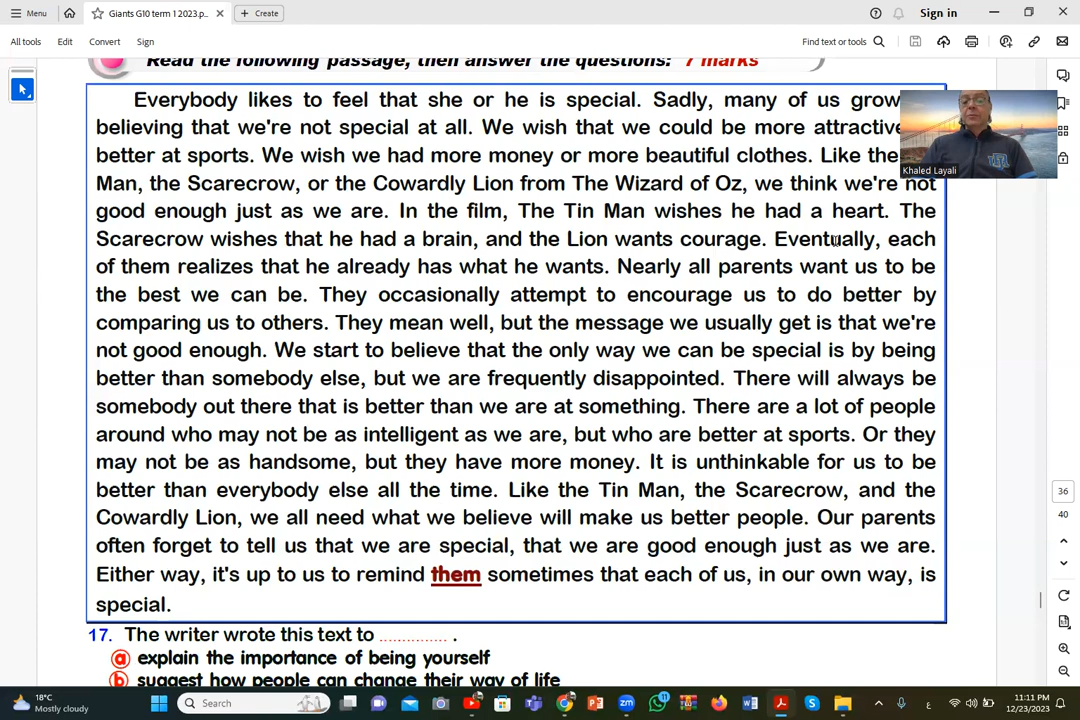 Menu
Giants G10 term 1 2023.p...
Create
Sign in
All tools Edit Convert Sign
Find text or tools
Read the following passage, then answer the questions: 7 marks
Everybody likes to feel that she or he is special. Sadly, many of us grow
believing that we're not special at all. We wish that we could be more attractive
better at sports. We wish we had more money or more beautiful clothes. Like the
Man, the Scarecrow, or the Cowardly Lion from The Wizard of Oz, we think we're not
good enough just as we are. In the film, The Tin Man wishes he had a heart. The
Scarecrow wishes that he had a brain, and the Lion wants courage. Eventually, each
of them realizes that he already has what he wants. Nearly all parents want us to be
the best we can be. They occasionally attempt to encourage us to do better by
comparing us to others. They mean well, but the message we usually get is that we're
not good enough. We start to believe that the only way we can be special is by being
better than somebody else, but we are frequently disappointed. There will always be
somebody out there that is better than we are at something. There are a lot of people
around who may not be as intelligent as we are, but who are better at sports. Or they
may not be as handsome, but they have more money. It is unthinkable for us to be
better than everybody else all the time. Like the Tin Man, the Scarecrow, and the
Cowardly Lion, we all need what we believe will make us better people. Our parents
often forget to tell us that we are special, that we are good enough just as we are.
Either way, it's up to us to remind them sometimes that each of us, in our own way, is
special.
Khaled Layali
17. The writer wrote this text to .............. .
a explain the importance of being yourself
b suggest how people can change their way of life
36
40
18°C
Mostly cloudy
Search
11
ع
11:11 PM
12/23/2023